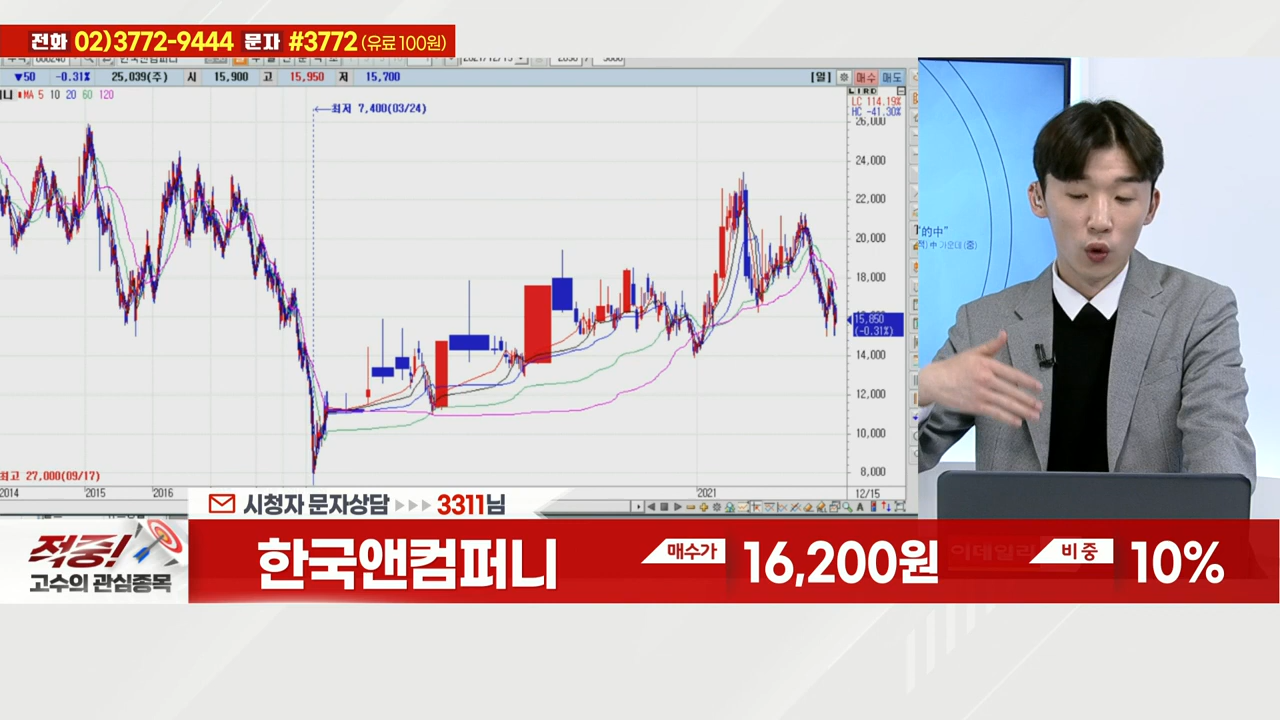 전화 02)3772-9444 문자 #3772 (유료 100원)
▼50 -0.31% 25,039(주) 시 15,900 고 15,950 저 15,700 [일] 매수 매도
MA 5 10 20 60 120
최저 7,400(03/24)
LC 114.19%
HC -41.30%
26,000
24,000
22,000
20,000
18,000
15,850
(-0.31%)
14,000
12,000
10,000
8,000
최고 27,000(09/17)
2014 2015 2016 2021 12/15
"的中"
시청자 문자상담 ▶▶▶ 3311님
적중!
고수의 관심종목
한국앤컴퍼니 매수가 16,200원 비중 10%
이데일리